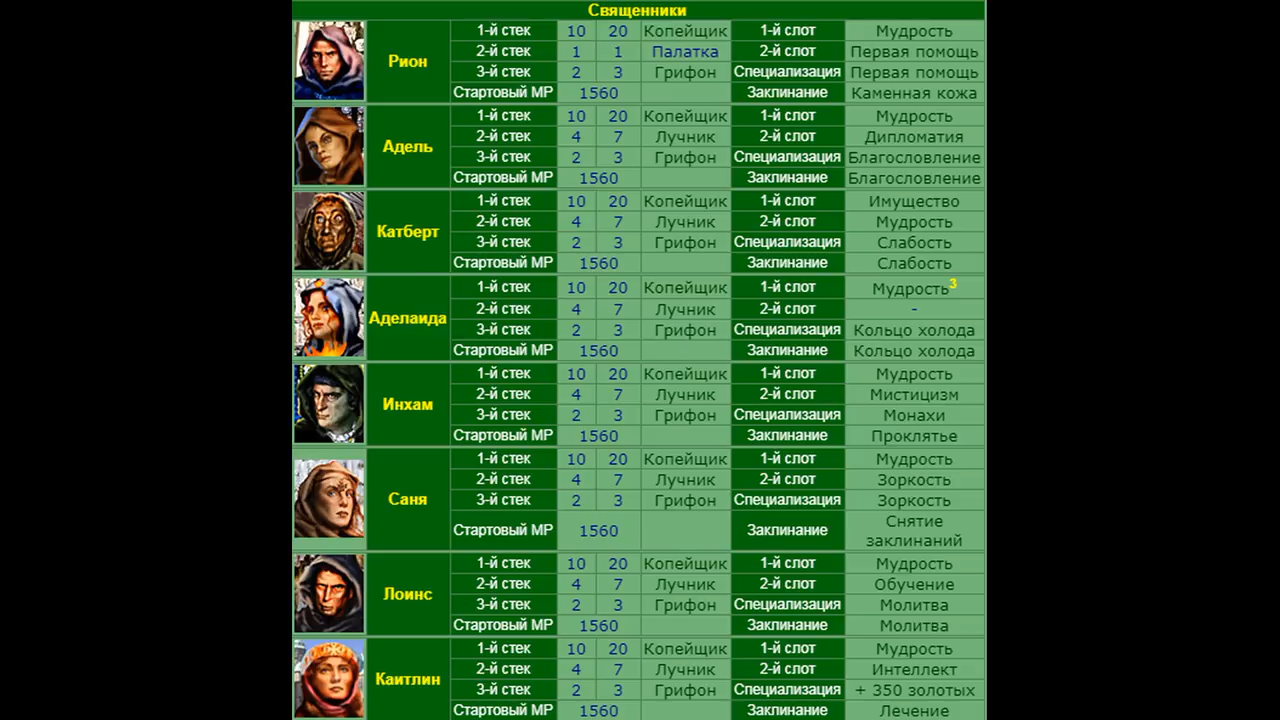 Священники
1-й стек 10 20 Копейщик 1-й слот Мудрость
2-й стек 1 1 Палатка 2-й слот Первая помощь
Рион
3-й стек 2 3 Грифон Специализация Первая помощь
Стартовый МР 1560 Заклинание Каменная кожа
1-й стек 10 20 Копейщик 1-й слот Мудрость
2-й стек 4 7 Лучник 2-й слот Дипломатия
Адель
3-й стек 2 3 Грифон Специализация Благословление
Стартовый МР 1560 Заклинание Благословление
1-й стек 10 20 Копейщик 1-й слот Имущество
2-й стек 4 7 Лучник 2-й слот Мудрость
Катберт
3-й стек 2 3 Грифон Специализация Слабость
Стартовый МР 1560 Заклинание Слабость
1-й стек 10 20 Копейщик 1-й слот Мудрость3
2-й стек 4 7 Лучник 2-й слот -
Аделаида
3-й стек 2 3 Грифон Специализация Кольцо холода
Стартовый МР 1560 Заклинание Кольцо холода
1-й стек 10 20 Копейщик 1-й слот Мудрость
2-й стек 4 7 Лучник 2-й слот Мистицизм
Инхам
3-й стек 2 3 Грифон Специализация Монахи
Стартовый МР 1560 Заклинание Проклятье
1-й стек 10 20 Копейщик 1-й слот Мудрость
2-й стек 4 7 Лучник 2-й слот Зоркость
Саня
3-й стек 2 3 Грифон Специализация Зоркость
Стартовый МР 1560 Заклинание Снятие
заклинаний
1-й стек 10 20 Копейщик 1-й слот Мудрость
2-й стек 4 7 Лучник 2-й слот Обучение
Лоинс
3-й стек 2 3 Грифон Специализация Молитва
Стартовый МР 1560 Заклинание Молитва
1-й стек 10 20 Копейщик 1-й слот Мудрость
2-й стек 4 7 Лучник 2-й слот Интеллект
Каитлин
3-й стек 2 3 Грифон Специализация + 350 золотых
Стартовый МР 1560 Заклинание Лечение